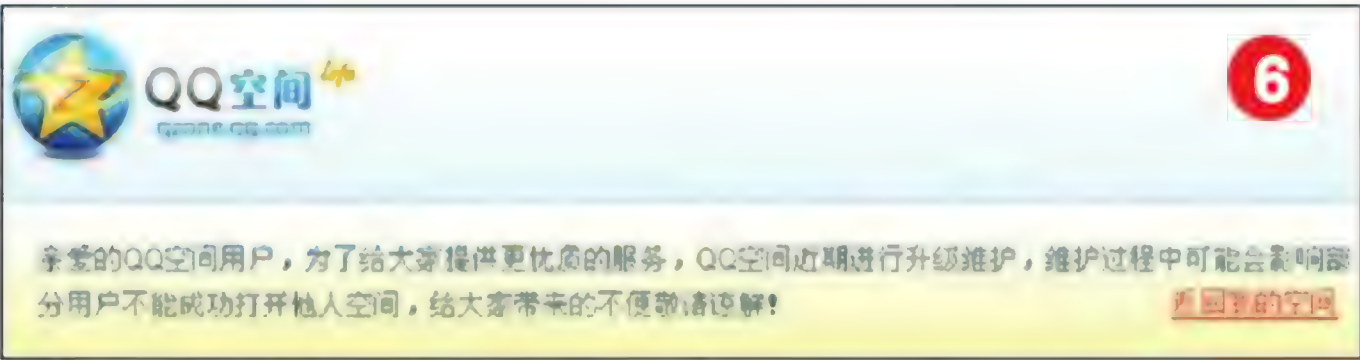 QQ空间
qzone.qq.com
6
亲爱的QQ空间用户，为了给大家提供更优质的服务，QQ空间近期进行升级维护，维护过程中可能会影响部
分用户不能成功打开他人空间，给大家带来的不便敬请谅解!
返回我的空间